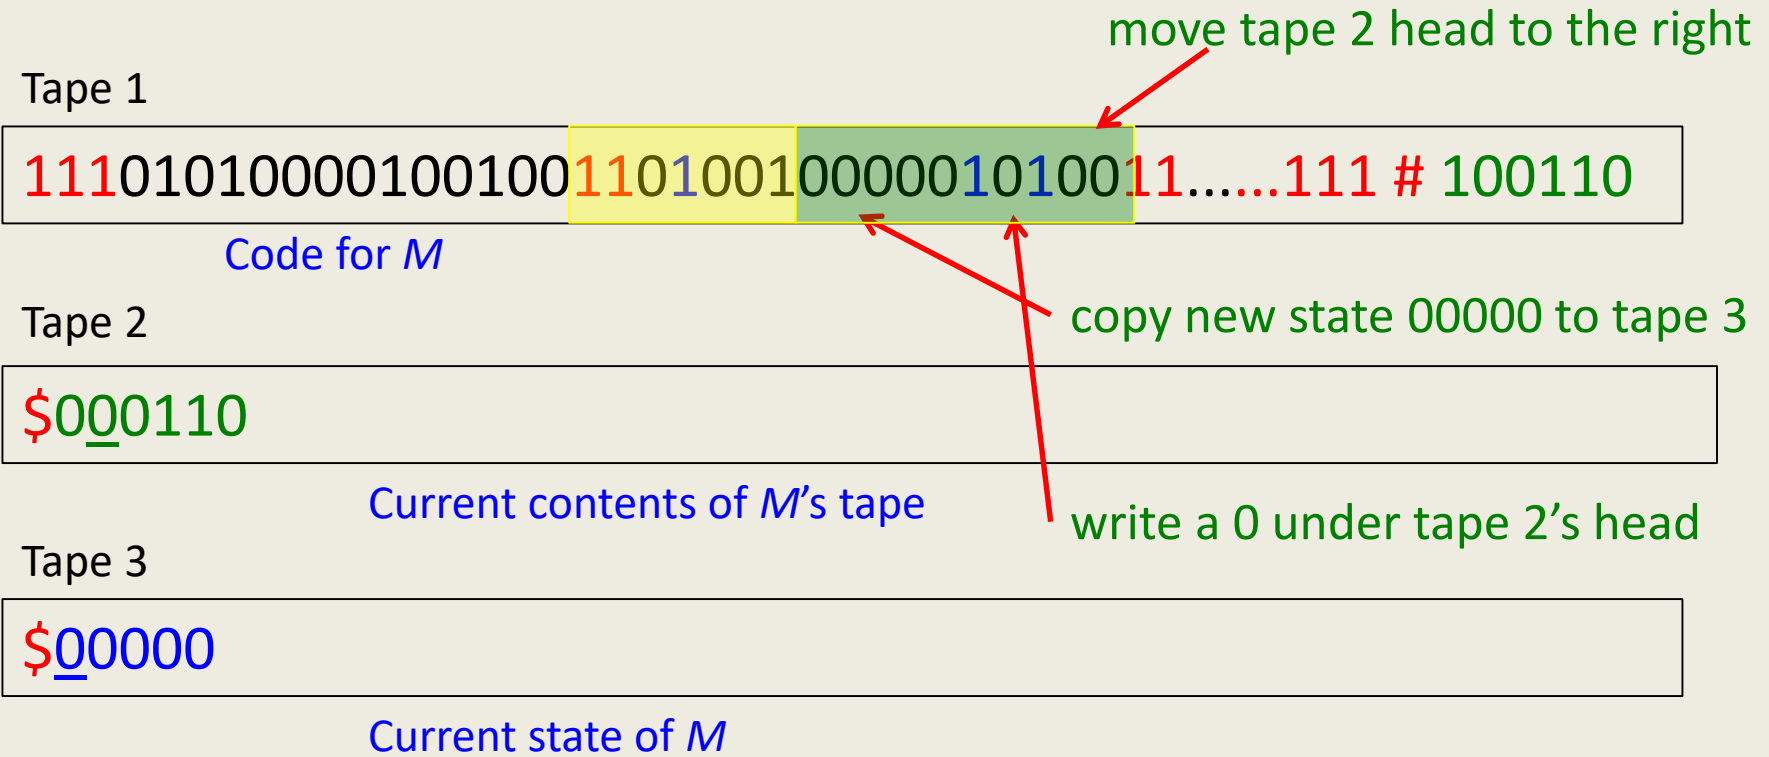 move tape 2 head to the right
Tape 1
111010100001001001101001000001010011......111 # 100110
Code for M
Tape 2
copy new state 00000 to tape 3
$000110
Current contents of M's tape
write a 0 under tape 2's head
Tape 3
$00000
Current state of M